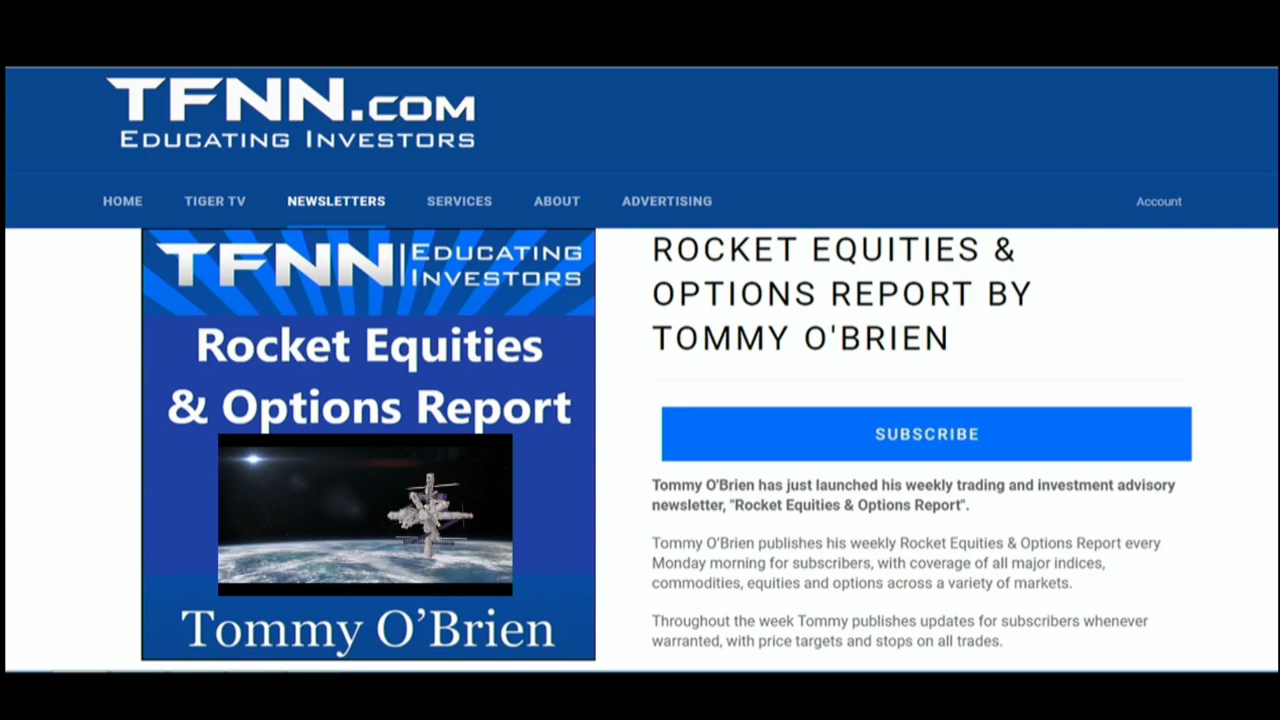 TFNN.COM
EDUCATING INVESTORS
HOME TIGER TV NEWSLETTERS SERVICES ABOUT ADVERTISING Account
TFNN | EDUCATING
INVESTORS
Rocket Equities
& Options Report
Tommy O’Brien
ROCKET EQUITIES &
OPTIONS REPORT BY
TOMMY O'BRIEN
SUBSCRIBE
Tommy O'Brien has just launched his weekly trading and investment advisory
newsletter, "Rocket Equities & Options Report".
Tommy O’Brien publishes his weekly Rocket Equities & Options Report every
Monday morning for subscribers, with coverage of all major indices,
commodities, equities and options across a variety of markets.
Throughout the week Tommy publishes updates for subscribers whenever
warranted, with price targets and stops on all trades.